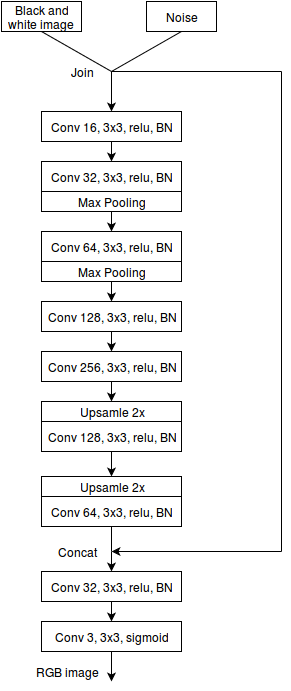 Black and
white image
Noise
Join
Conv 16, 3x3, relu, BN
Conv 32, 3x3, relu, BN
Max Pooling
Conv 64, 3x3, relu, BN
Max Pooling
Conv 128, 3x3, relu, BN
Conv 256, 3x3, relu, BN
Upsamle 2x
Conv 128, 3x3, relu, BN
Upsamle 2x
Conv 64, 3x3, relu, BN
Concat
Conv 32, 3x3, relu, BN
Conv 3, 3x3, sigmoid
RGB image